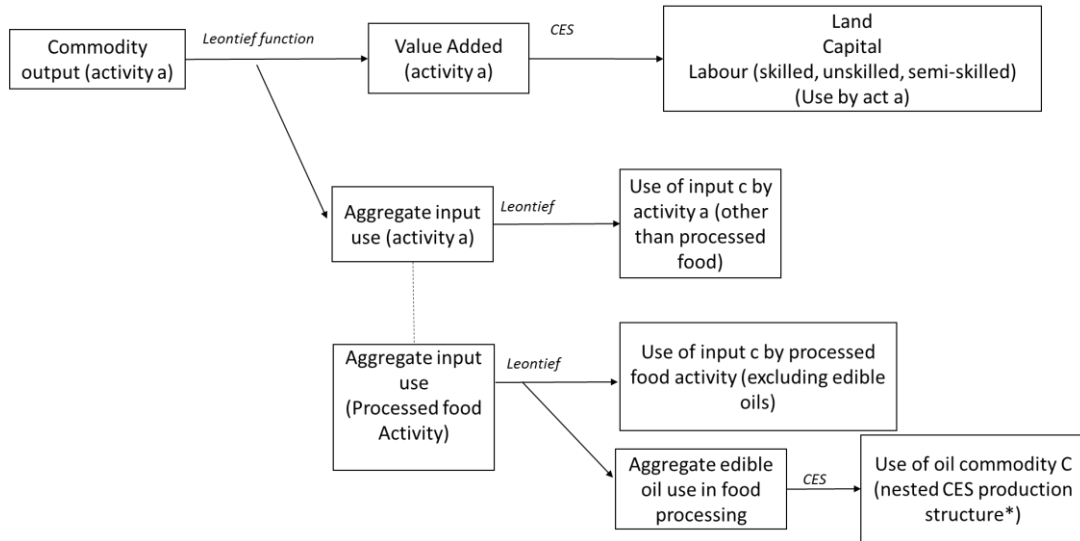 Commodity
output (activity a)
Leontief function
Value Added
(activity a)
CES
Land
Capital
Labour (skilled, unskilled, semi-skilled)
(Use by act a)
Aggregate input
use (activity a)
Leontief
Use of input c by
activity a (other
than processed
food)
Aggregate input
use
(Processed food
Activity)
Leontief
Use of input c by processed
food activity (excluding edible
oils)
Aggregate edible
oil use in food
processing
CES
Use of oil commodity C
(nested CES production
structure*)